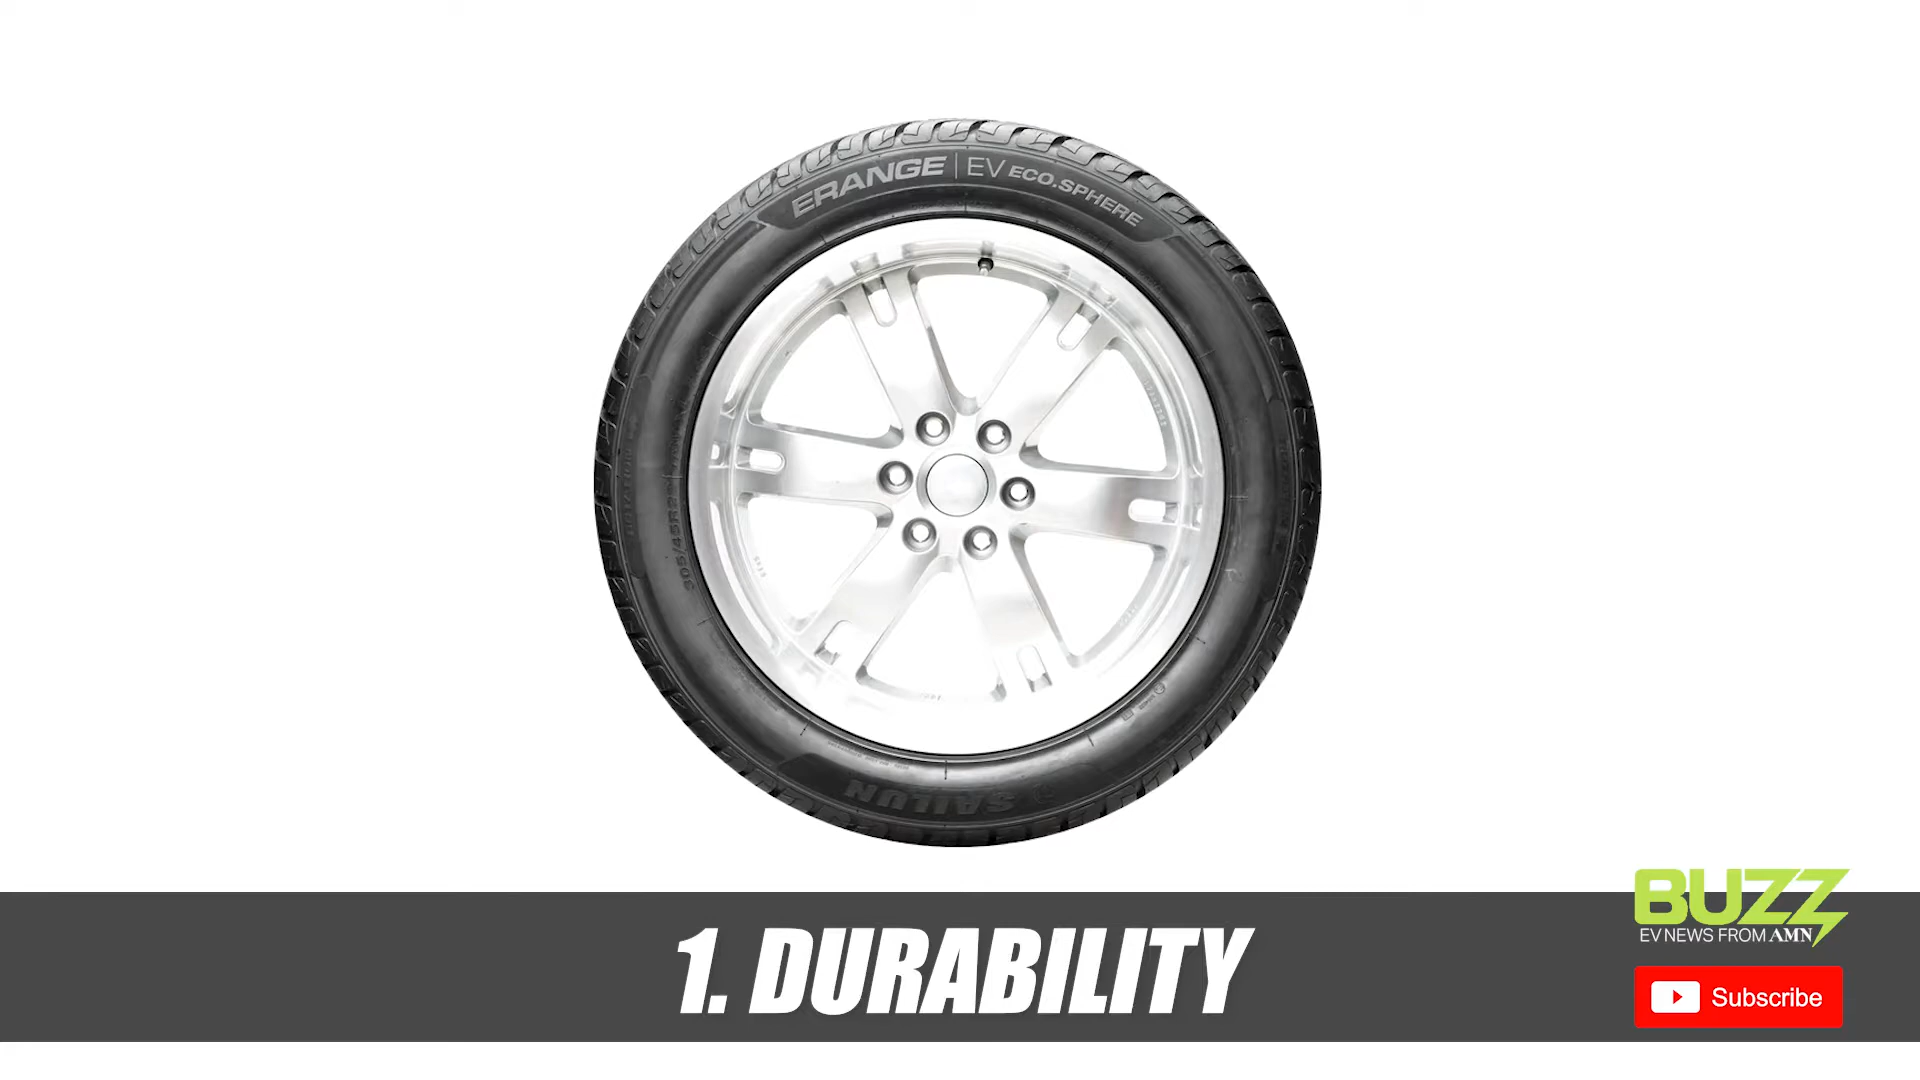 ERANGE | EV ECO.SPHERE
SAILUN
BUZZ
EV NEWS FROM AMN
1. DURABILITY
Subscribe